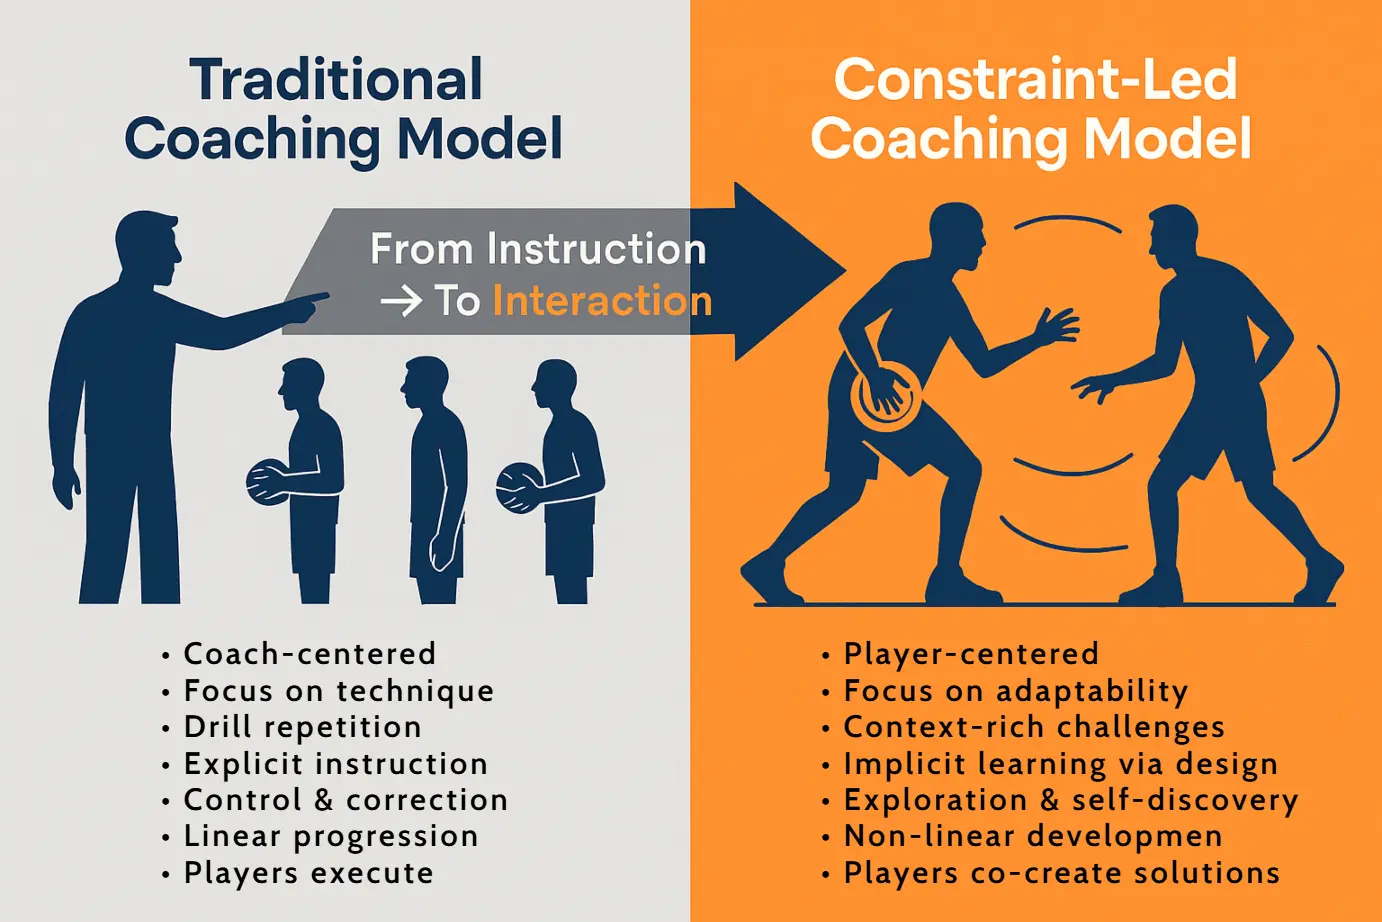 Traditional
Coaching Model
Constraint-Led
Coaching Model
From Instruction
→ To Interaction
• Coach-centered
• Focus on technique
• Drill repetition
• Explicit instruction
• Control & correction
• Linear progression
• Players execute
• Player-centered
• Focus on adaptability
• Context-rich challenges
• Implicit learning via design
• Exploration & self-discovery
• Non-linear developmen
• Players co-create solutions